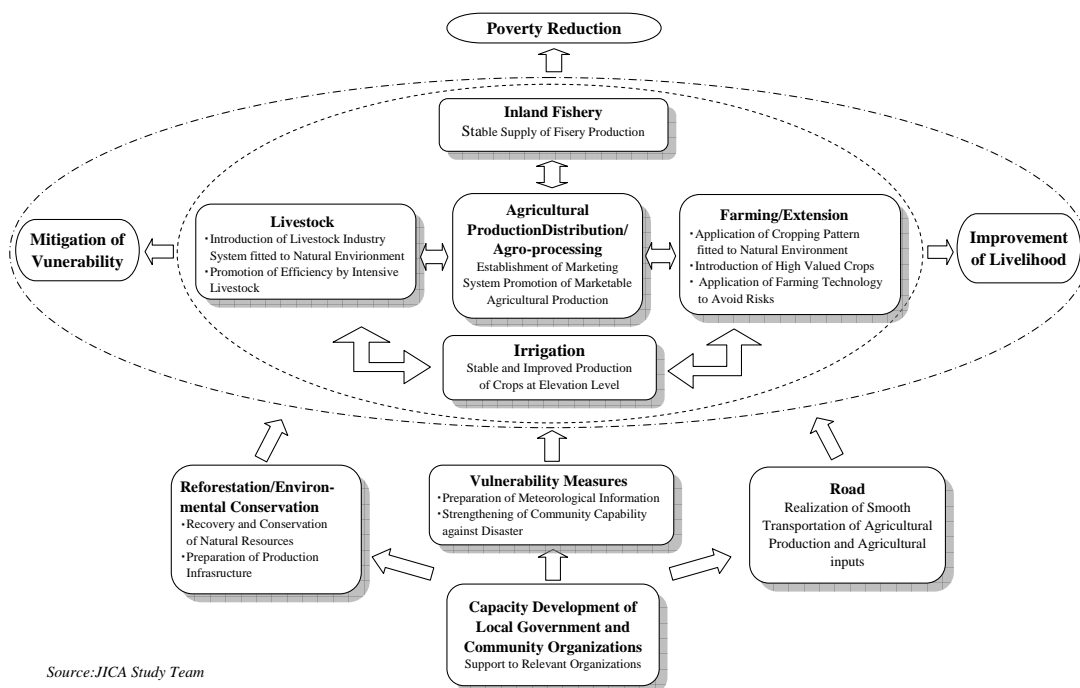 Poverty Reduction
Inland Fishery
Stable Supply of Fisery Production
Mitigation of
Vunerability
Livestock
・Introduction of Livestock Industry
System fitted to Natural Envirionment
・Promotion of Efficiency by Intensive
Livestock
Agricultural
ProductionDistribution/
Agro-processing
Establishment of Marketing
System Promotion of Marketable
Agricultural Production
Farming/Extension
・Application of Cropping Pattern
fitted to Natural Environment
・Introduction of High Valued Crops
・ Application of Farming Technology
to Avoid Risks
Improvement
of Livelihood
Irrigation
Stable and Improved Production
of Crops at Elevation Level
Reforestation/Environ-
mental Conservation
・Recovery and Conservation
of Natural Resources
・Preparation of Production
Infrasructure
Vulnerability Measures
・Preparation of Meteorological Information
・Strengthening of Community Capability
against Disaster
Road
Realization of Smooth
Transportation of Agricultural
Production and Agricultural
inputs
Capacity Development of
Local Government and
Community Organizations
Support to Relevant Organizations
Source:JICA Study Team